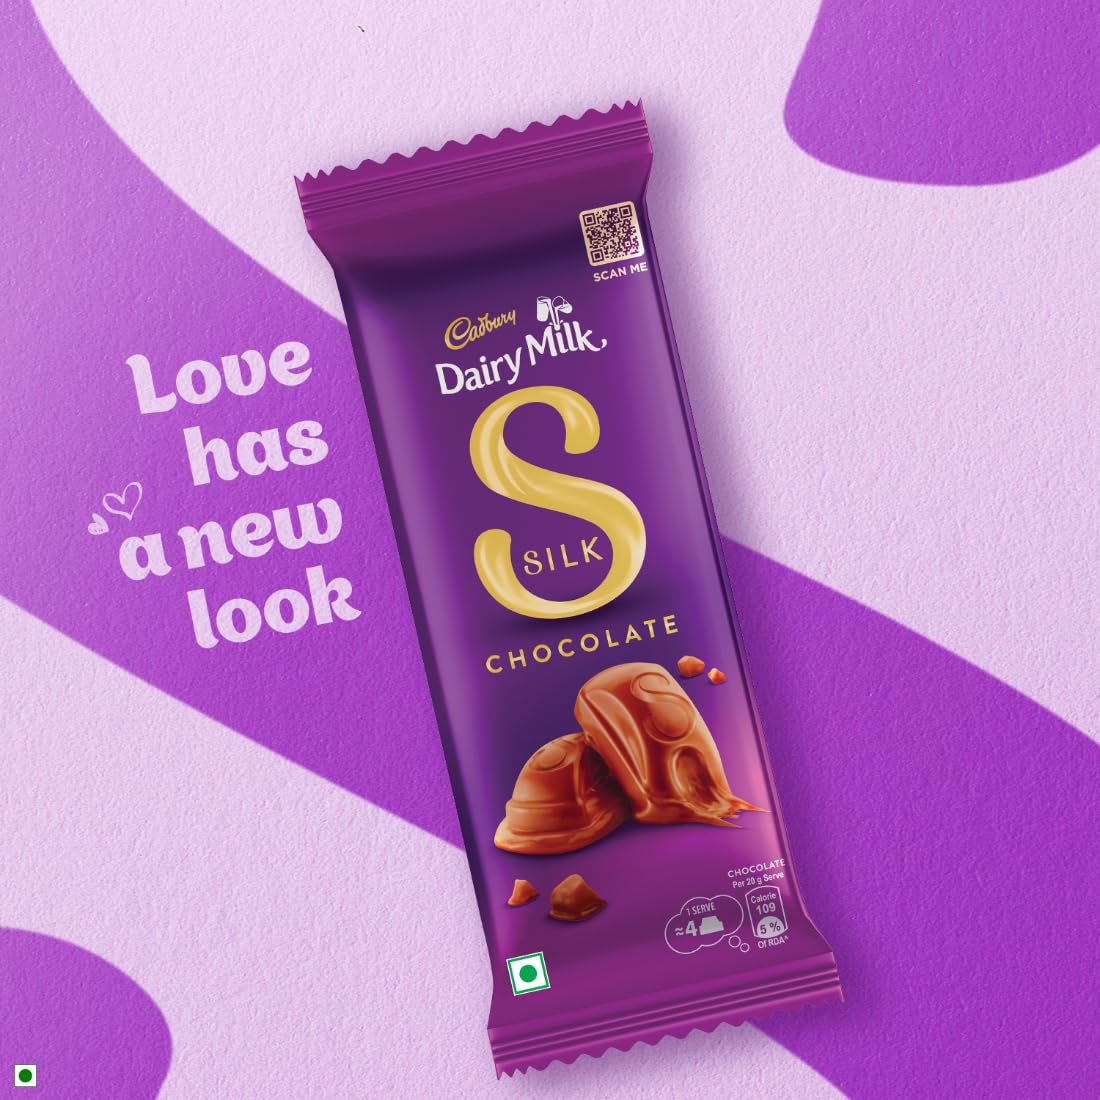 Love
has
a new
look
SCAN ME
Cadbury
Dairy Milk
S
SILK
CHOCOLATE
CHOCOLATE
Per 20 g Serve
1 SERVE
≈4
Calorie
109
5 %
Of RDA^